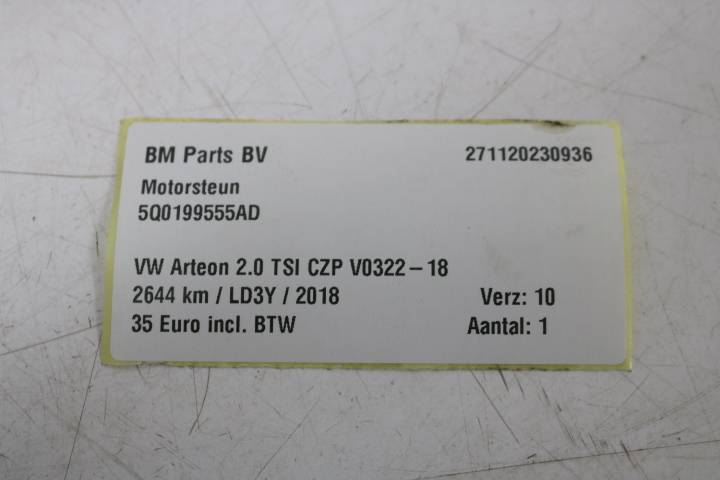 BM Parts BV 271120230936
Motorsteun
5Q0199555AD
VW Arteon 2.0 TSI CZP V0322-18
2644 km / LD3Y / 2018 Verz: 10
35 Euro incl. BTW Aantal: 1